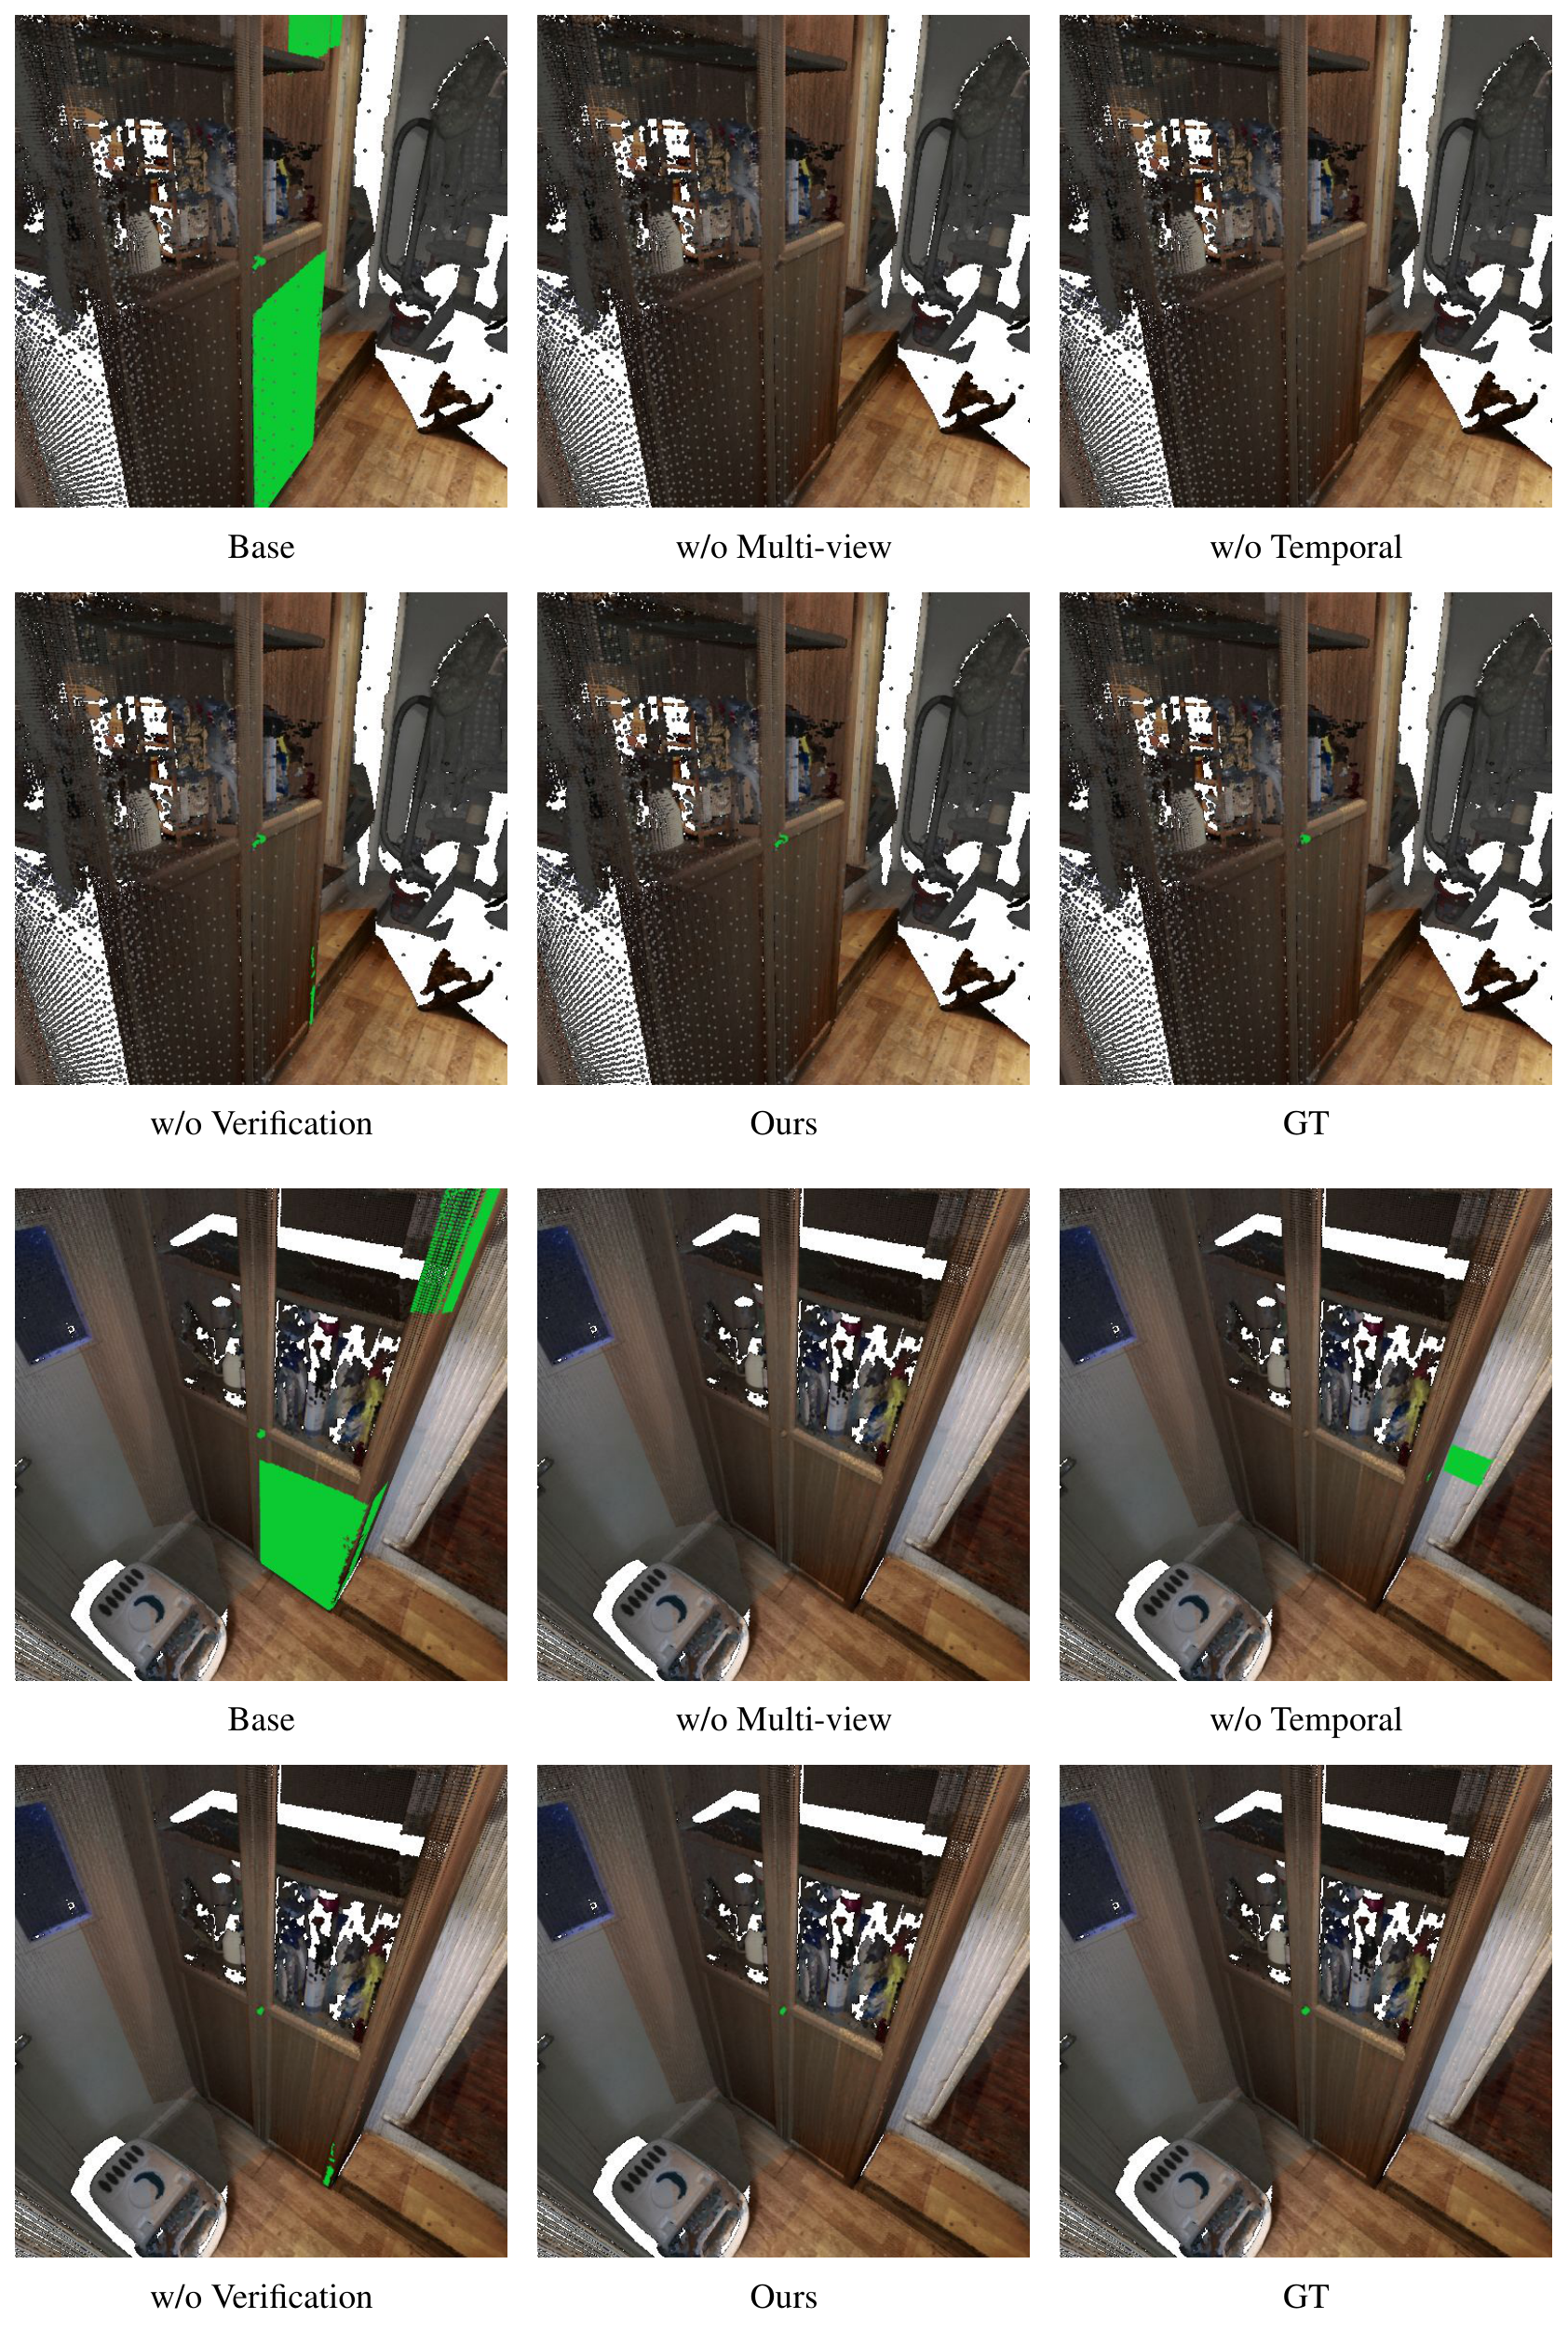 Base
w/o Multi-view
w/o Temporal
w/o Verification
Ours
GT
Base
w/o Multi-view
w/o Temporal
w/o Verification
Ours
GT